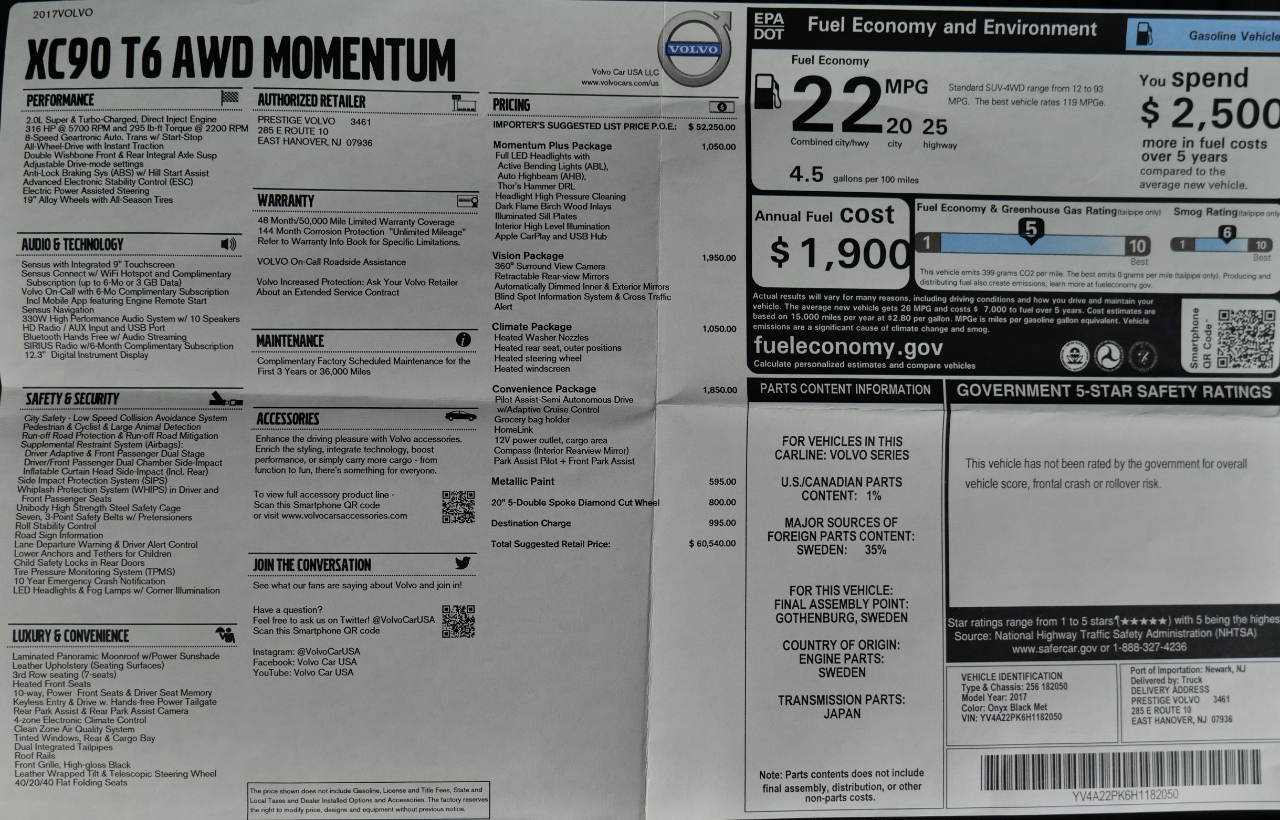 2017VOLVO
XC90 T6 AWD MOMENTUM
VOLVO
Volvo Car USA LLC
www.volvocars.com/us
PERFORMANCE
2.0L Super & Turbo-Charged, Direct Inject Engine
316 HP @ 5700 RPM and 295 lb-ft Torque @ 2200 RPM
8-Speed Geartronic Auto. Trans w/ Start-Stop
All-Wheel-Drive with Instant Traction
Double Wishbone Front & Rear Integral Axle Susp
Adjustable Drive-mode settings
Anti-Lock Braking Sys (ABS) w/ Hill Start Assist
Advanced Electronic Stability Control (ESC)
Electric Power Assisted Steering
19" Alloy Wheels with All-Season Tires
AUDIO & TECHNOLOGY
Sensus with Integrated 9" Touchscreen
Sensus Connect w/ WiFi Hotspot and Complimentary
Subscription (up to 6-Mo or 3 GB Data)
Volvo On-Call with 6-Mo Complimentary Subscription
Incl Mobile App featuring Engine Remote Start
Sensus Navigation
330W High Performance Audio System w/ 10 Speakers
HD Radio / AUX Input and USB Port
Bluetooth Hands Free w/ Audio Streaming
SIRIUS Radio w/6-Month Complimentary Subscription
12.3" Digital Instrument Display
SAFETY & SECURITY
City Safety - Low Speed Collision Avoidance System
Pedestrian & Cyclist & Large Animal Detection
Run-off Road Protection & Run-off Road Mitigation
Supplemental Restraint System (Airbags):
Driver Adaptive & Front Passenger Dual Stage
Driver/Front Passenger Dual Chamber Side-Impact
Inflatable Curtain Head Side-Impact (Incl. Rear)
Side Impact Protection System (SIPS)
Whiplash Protection System (WHIPS) in Driver and
Front Passenger Seats
Unibody High Strength Steel Safety Cage
Seven, 3-Point Safety Belts w/ Pretensioners
Roll Stability Control
Road Sign Information
Lane Departure Warning & Driver Alert Control
Lower Anchors and Tethers for Children
Child Safety Locks in Rear Doors
Tire Pressure Monitoring System (TPMS)
10 Year Emergency Crash Notification
LED Headlights & Fog Lamps w/ Corner Illumination
LUXURY & CONVENIENCE
Laminated Panoramic Moonroof w/Power Sunshade
Leather Upholstery (Seating Surfaces)
3rd Row seating (7-seats)
Heated Front Seats
10-way, Power Front Seats & Driver Seat Memory
Keyless Entry & Drive w. Hands-free Power Tailgate
Rear Park Assist & Rear Park Assist Camera
4-zone Electronic Climate Control
Clean Zone Air Quality System
Tinted Windows, Rear & Cargo Bay
Dual Integrated Tailpipes
Roof Rails
Front Grille, High-gloss Black
Leather Wrapped Tilt & Telescopic Steering Wheel
40/20/40 Flat Folding Seats
AUTHORIZED RETAILER
PRESTIGE VOLVO 3461
285 E ROUTE 10
EAST HANOVER, NJ 07936
WARRANTY
48 Month/50,000 Mile Limited Warranty Coverage
144 Month Corrosion Protection "Unlimited Mileage"
Refer to Warranty Info Book for Specific Limitations.
VOLVO On-Call Roadside Assistance
Volvo Increased Protection: Ask Your Volvo Retailer
About an Extended Service Contract
MAINTENANCE
Complimentary Factory Scheduled Maintenance for the
First 3 Years or 36,000 Miles
ACCESSORIES
Enhance the driving pleasure with Volvo accessories.
Enrich the styling, integrate technology, boost
performance, or simply carry more cargo - from
function to fun, there's something for everyone.
To view full accessory product line -
Scan this Smartphone QR code
or visit www.volvocarsaccessories.com
JOIN THE CONVERSATION
See what our fans are saying about Volvo and join in!
Have a question?
Feel free to ask us on Twitter! @VolvoCarUSA
Scan this Smartphone QR code
Instagram: @VolvoCarUSA
Facebook: Volvo Car USA
YouTube: Volvo Car USA
The price shown does not include Gasoline, License and Title Fees, State and
Local Taxes and Dealer Installed Options and Accessories. The factory reserves
the right to modify price, designs and equipment without previous notice.
PRICING
IMPORTER'S SUGGESTED LIST PRICE P.O.E.: $ 52,250.00
Momentum Plus Package 1,050.00
Full LED Headlights with
Active Bending Lights (ABL),
Auto Highbeam (AHB),
Thor's Hammer DRL
Headlight High Pressure Cleaning
Dark Flame Birch Wood Inlays
Illuminated Sill Plates
Interior High Level Illumination
Apple CarPlay and USB Hub
Vision Package 1,950.00
360° Surround View Camera
Retractable Rear-view Mirrors
Automatically Dimmed Inner & Exterior Mirrors
Blind Spot Information System & Cross Traffic
Alert
Climate Package 1,050.00
Heated Washer Nozzles
Heated rear seat, outer positions
Heated steering wheel
Heated windscreen
Convenience Package 1,850.00
Pilot Assist-Semi Autonomous Drive
w/Adaptive Cruise Control
Grocery bag holder
HomeLink
12V power outlet, cargo area
Compass (Interior Rearview Mirror)
Park Assist Pilot + Front Park Assist
Metallic Paint 595.00
20" 5-Double Spoke Diamond Cut Wheel 800.00
Destination Charge 995.00
Total Suggested Retail Price: $ 60,540.00
EPA
DOT
Fuel Economy and Environment
Gasoline Vehicle
Fuel Economy
22 MPG
Combined city/hwy
20 city
25 highway
4.5 gallons per 100 miles
Standard SUV-4WD range from 12 to 93
MPG. The best vehicle rates 119 MPGe.
You spend
$ 2,500
more in fuel costs
over 5 years
compared to the
average new vehicle.
Annual Fuel cost
$ 1,900
Fuel Economy & Greenhouse Gas Rating (tailpipe only)
5
1
10
Best
Smog Rating (tailpipe only)
6
1
10
Best
This vehicle emits 399 grams CO2 per mile. The best emits 0 grams per mile (tailpipe only). Producing and
distributing fuel also create emissions; learn more at fueleconomy.gov.
Actual results will vary for many reasons, including driving conditions and how you drive and maintain your
vehicle. The average new vehicle gets 26 MPG and costs $ 7,000 to fuel over 5 years. Cost estimates are
based on 15,000 miles per year at $2.80 per gallon. MPGe is miles per gasoline gallon equivalent. Vehicle
emissions are a significant cause of climate change and smog.
fueleconomy.gov
Calculate personalized estimates and compare vehicles
Smartphone
QR Code
PARTS CONTENT INFORMATION
FOR VEHICLES IN THIS
CARLINE: VOLVO SERIES
U.S./CANADIAN PARTS
CONTENT: 1%
MAJOR SOURCES OF
FOREIGN PARTS CONTENT:
SWEDEN: 35%
FOR THIS VEHICLE:
FINAL ASSEMBLY POINT:
GOTHENBURG, SWEDEN
COUNTRY OF ORIGIN:
ENGINE PARTS:
SWEDEN
TRANSMISSION PARTS:
JAPAN
Note: Parts contents does not include
final assembly, distribution, or other
non-parts costs.
GOVERNMENT 5-STAR SAFETY RATINGS
This vehicle has not been rated by the government for overall
vehicle score, frontal crash or rollover risk.
Star ratings range from 1 to 5 stars (★★★★★) with 5 being the highes
Source: National Highway Traffic Safety Administration (NHTSA)
www.safercar.gov or 1-888-327-4236
VEHICLE IDENTIFICATION
Type & Chassis: 256 182050
Model Year: 2017
Color: Onyx Black Met
VIN: YV4A22PK6H1182050
Port of Importation: Newark, NJ
Delivered by: Truck
DELIVERY ADDRESS
PRESTIGE VOLVO 3461
285 E ROUTE 10
EAST HANOVER, NJ 07936
YV4A22PK6H1182050